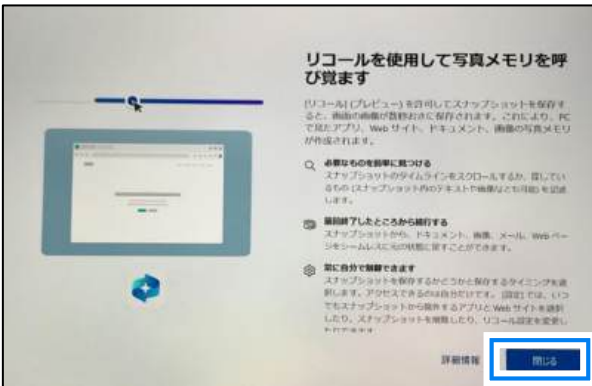 リコールを使用して写真メモリを呼
び覚ます
[リコール] (プレビュー) を許可してスナップショットを保存す
ると、画面の画像が数秒おきに保存されます。これにより、PC
で見たアプリ、Web サイト、ドキュメント、画像の写真メモリ
が作成されます。
必要なものを簡単に見つける
スナップショットのタイムラインをスクロールするか、探してい
るもの (スナップショット内のテキストや画像なども可能) を記述
します。
前回終了したところから続行する
スナップショットから、ドキュメント、画像、メール、Web ペー
ジをシームレスに元の状態に戻すことができます。
常に自分で制御できます
スナップショットを保存するかどうかと保存するタイミングを選
択します。アクセスできるのは自分だけです。[設定] では、いつ
でもスナップショットから除外するアプリと Web サイトを選択
したり、スナップショットを削除したり、リコール設定を変更し
たりできます
詳細情報
閉じる